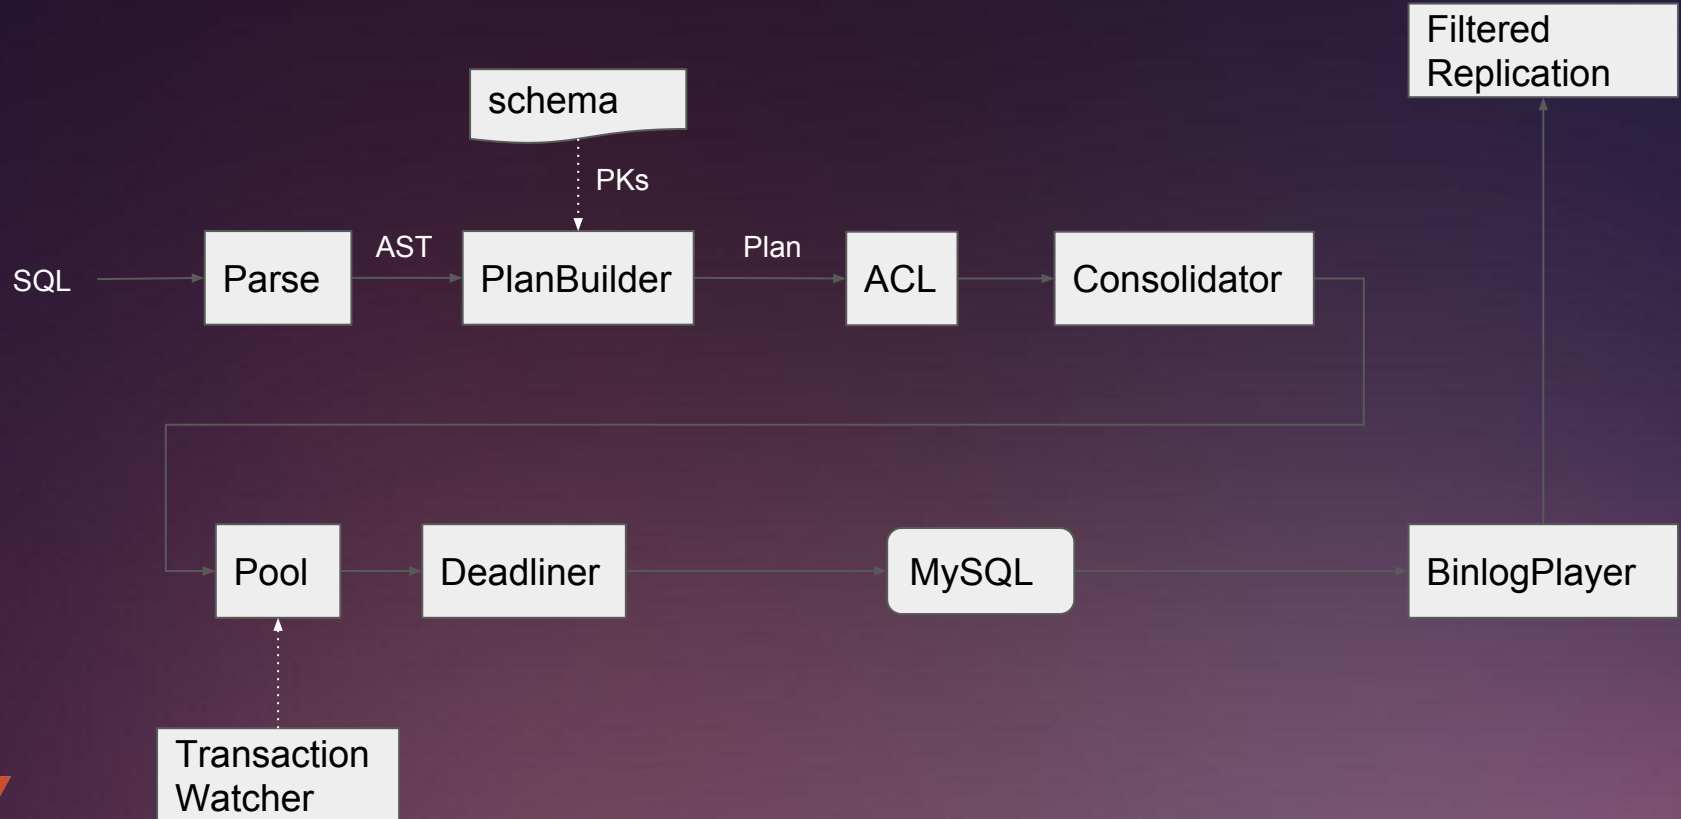 Filtered
Replication
schema
PKs
SQL
Parse
AST
PlanBuilder
Plan
ACL
Consolidator
Pool
Deadliner
MySQL
BinlogPlayer
Transaction
Watcher